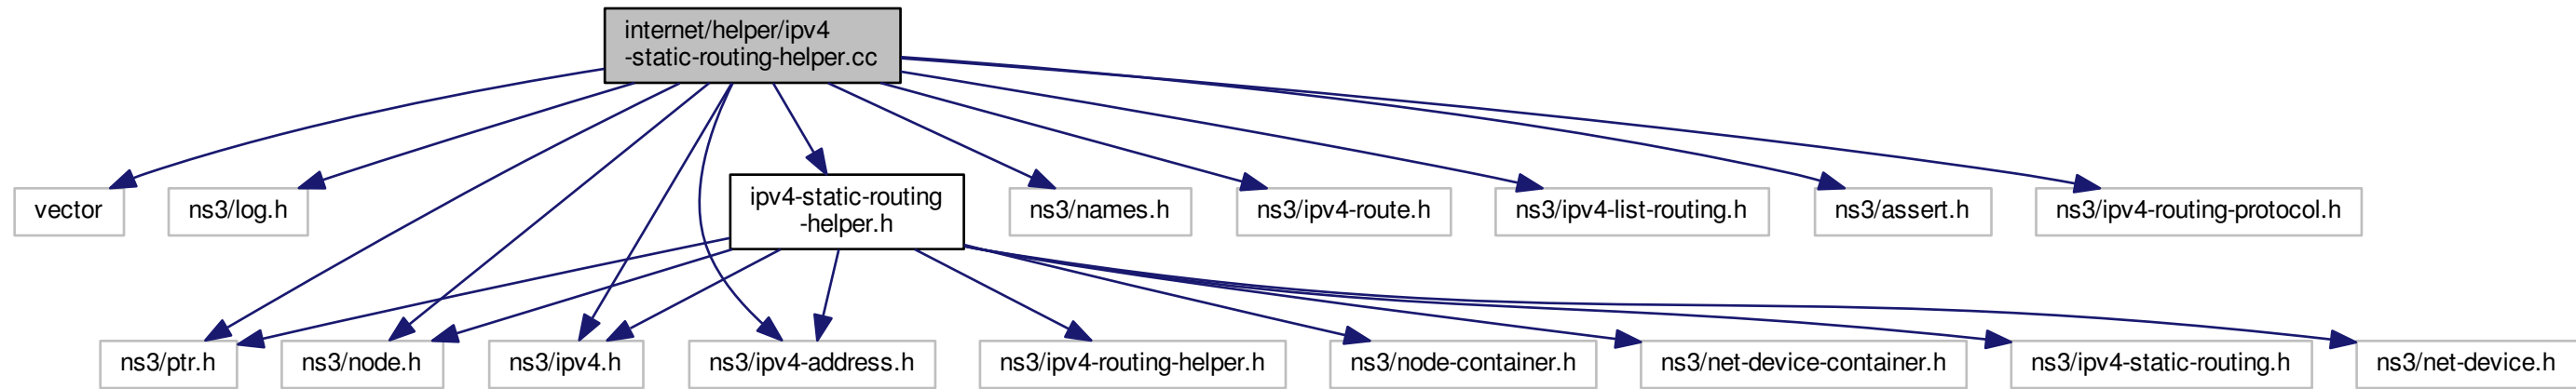 internet/helper/ipv4
-static-routing-helper.cc
vector
ns3/log.h
ipv4-static-routing
-helper.h
ns3/names.h
ns3/ipv4-route.h
ns3/ipv4-list-routing.h
ns3/assert.h
ns3/ipv4-routing-protocol.h
ns3/ptr.h
ns3/node.h
ns3/ipv4.h
ns3/ipv4-address.h
ns3/ipv4-routing-helper.h
ns3/node-container.h
ns3/net-device-container.h
ns3/ipv4-static-routing.h
ns3/net-device.h